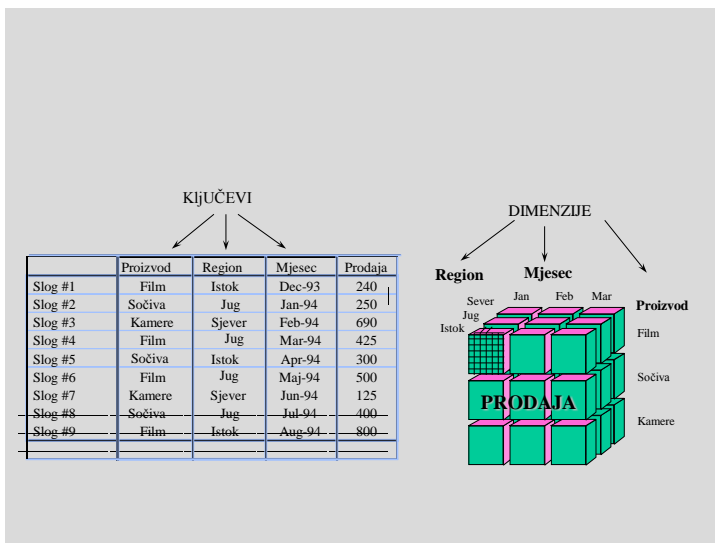 KljUČEVI
Proizvod Region Mjesec Prodaja
Slog #1 Film Istok Dec-93 240
Slog #2 Sočiva Jug Jan-94 250
Slog #3 Kamere Sjever Feb-94 690
Slog #4 Film Jug Mar-94 425
Slog #5 Sočiva Istok Apr-94 300
Slog #6 Film Jug Maj-94 500
Slog #7 Kamere Sjever Jun-94 125
Slog #8 Sočiva Jug Jul-94 400
Slog #9 Film Istok Aug-94 800
DIMENZIJE
Region Mjesec Proizvod
Sever Jan Feb Mar
Jug
Istok
Film
Sočiva
Kamere
PRODAJA